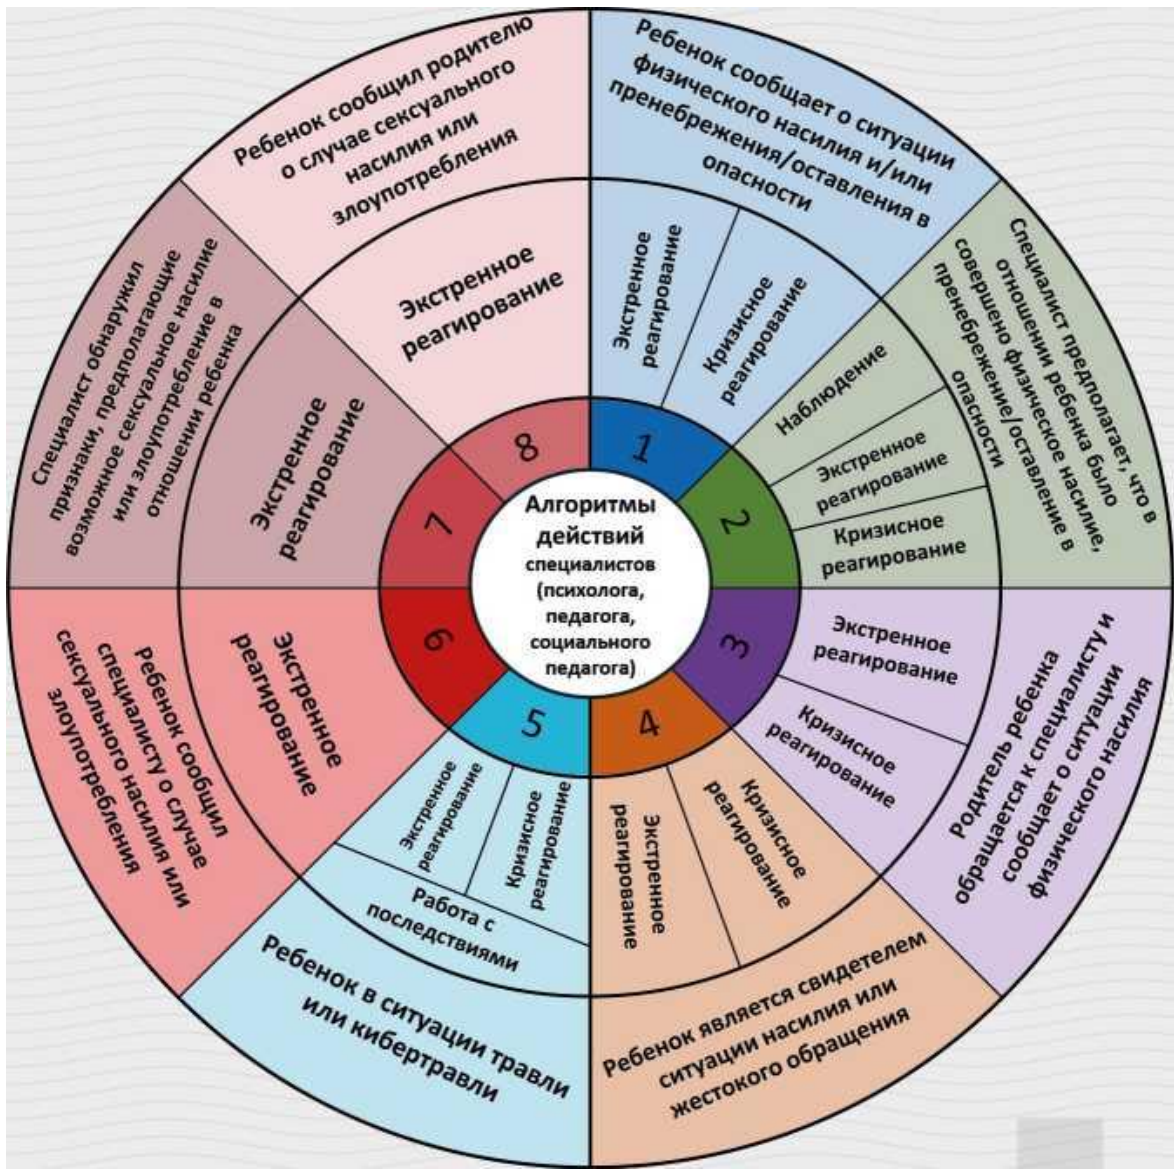 Алгоритмы
действий
специалистов
(психолога,
педагога,
социального
педагога)
1
Ребенок сообщает о ситуации
физического насилия и/или
пренебрежения/оставления в
опасности
Экстренное
реагирование
Кризисное
реагирование
2
Специалист предполагает, что в
отношении ребенка было
совершено физическое насилие,
пренебрежение/оставление в
опасности
Наблюдение
Экстренное
реагирование
Кризисное
реагирование
3
Родитель ребенка
обращается к специалисту и
сообщает о ситуации
физического насилия
Экстренное
реагирование
Кризисное
реагирование
4
Ребенок является свидетелем
ситуации насилия или
жестокого обращения
Кризисное
реагирование
Экстренное
реагирование
5
Экстренное
реагирование
Кризисное
реагирование
Работа с
последствиями
Ребенок в ситуации травли
или кибертравли
6
Экстренное
реагирование
Ребенок сообщил
специалисту о случае
сексуального насилия или
злоупотребления
7
Специалист обнаружил
признаки, предполагающие
возможное сексуальное насилие
или злоупотребление в
отношении ребенка
Экстренное
реагирование
8
Ребенок сообщил родителю
о случае сексуального
насилия или
злоупотребления
Экстренное
реагирование